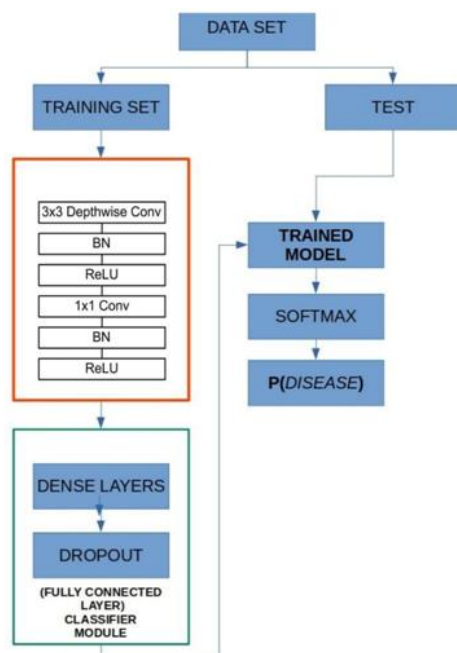 DATA SET
TRAINING SET
TEST
3x3 Depthwise Conv
BN
ReLU
1x1 Conv
BN
ReLU
TRAINED
MODEL
SOFTMAX
P(DISEASE)
DENSE LAYERS
DROPOUT
(FULLY CONNECTED
LAYER)
CLASSIFIER
MODULE